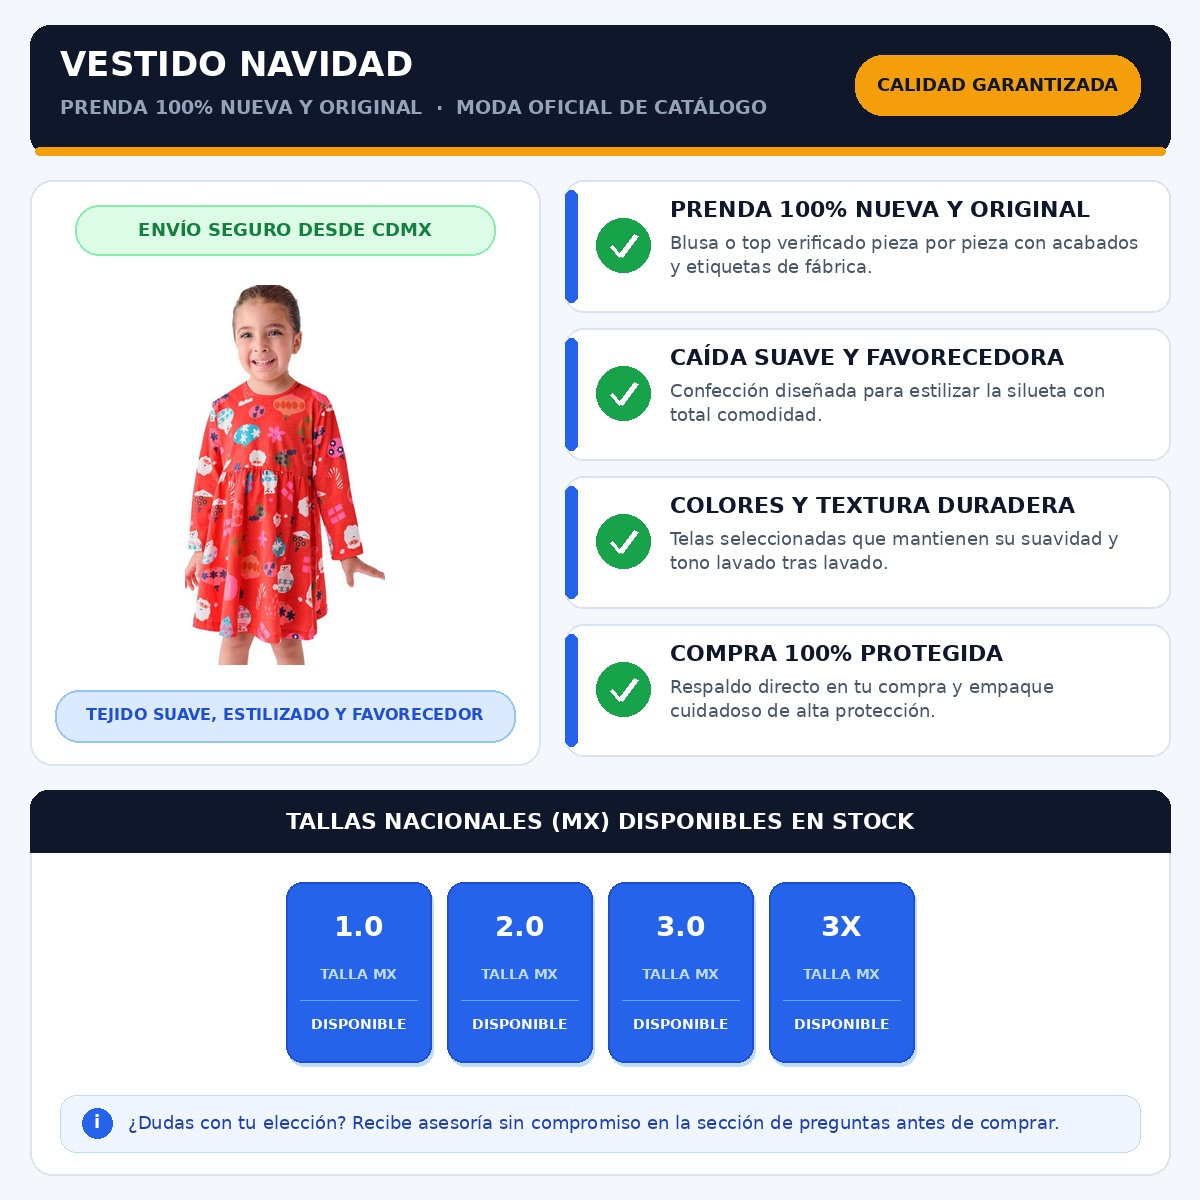 VESTIDO NAVIDAD
PRENDA 100% NUEVA Y ORIGINAL · MODA OFICIAL DE CATÁLOGO
CALIDAD GARANTIZADA
ENVÍO SEGURO DESDE CDMX
TEJIDO SUAVE, ESTILIZADO Y FAVORECEDOR
PRENDA 100% NUEVA Y ORIGINAL
Blusa o top verificado pieza por pieza con acabados
y etiquetas de fábrica.
CAÍDA SUAVE Y FAVORECEDORA
Confección diseñada para estilizar la silueta con
total comodidad.
COLORES Y TEXTURA DURADERA
Telas seleccionadas que mantienen su suavidad y
tono lavado tras lavado.
COMPRA 100% PROTEGIDA
Respaldo directo en tu compra y empaque
cuidadoso de alta protección.
TALLAS NACIONALES (MX) DISPONIBLES EN STOCK
1.0
TALLA MX
DISPONIBLE
2.0
TALLA MX
DISPONIBLE
3.0
TALLA MX
DISPONIBLE
3X
TALLA MX
DISPONIBLE
i ¿Dudas con tu elección? Recibe asesoría sin compromiso en la sección de preguntas antes de comprar.